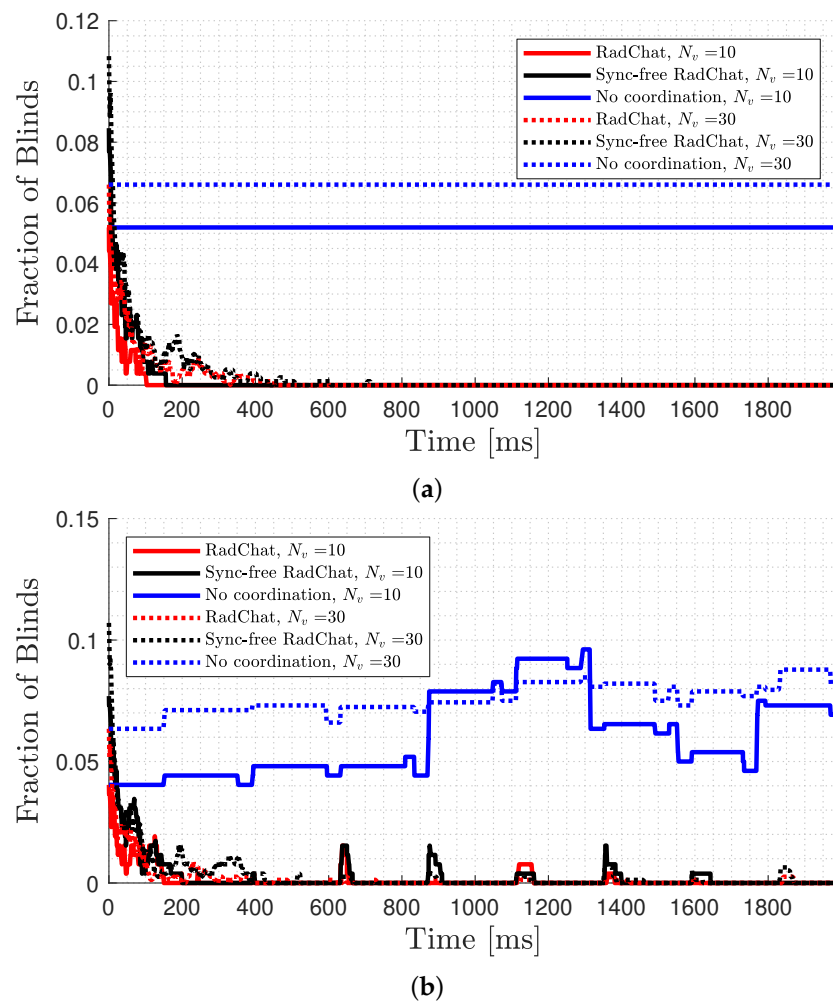 0.12
0.1
0.08
0.06
0.04
0.02
0
Fraction of Blinds
RadChat, N_v =10
Sync-free RadChat, N_v =10
No coordination, N_v =10
RadChat, N_v =30
Sync-free RadChat, N_v =30
No coordination, N_v =30
0 200 400 600 800 1000 1200 1400 1600 1800
Time [ms]
(a)
0.15
0.1
0.05
0
Fraction of Blinds
RadChat, N_v =10
Sync-free RadChat, N_v =10
No coordination, N_v =10
RadChat, N_v =30
Sync-free RadChat, N_v =30
No coordination, N_v =30
0 200 400 600 800 1000 1200 1400 1600 1800
Time [ms]
(b)